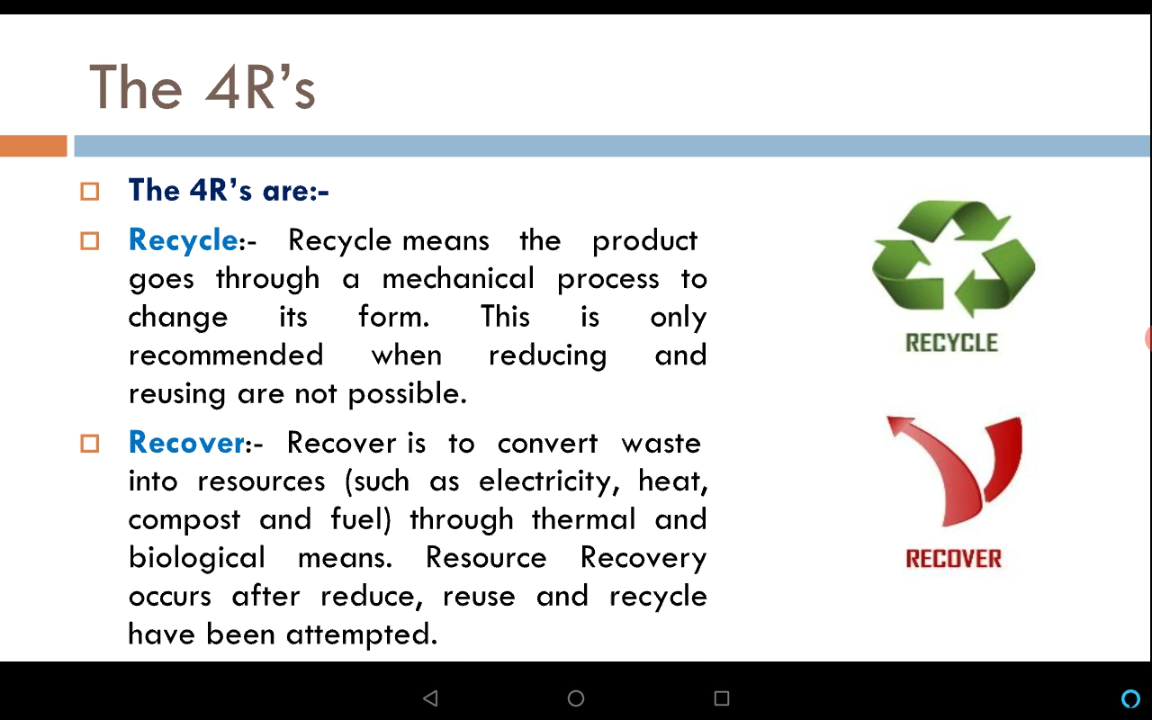 The 4R's
The 4R's are:-
Recycle:- Recycle means the product
goes through a mechanical process to
change its form. This is only
recommended when reducing and
reusing are not possible.
Recover:- Recover is to convert waste
into resources (such as electricity, heat,
compost and fuel) through thermal and
biological means. Resource Recovery
occurs after reduce, reuse and recycle
have been attempted.
RECYCLE
RECOVER